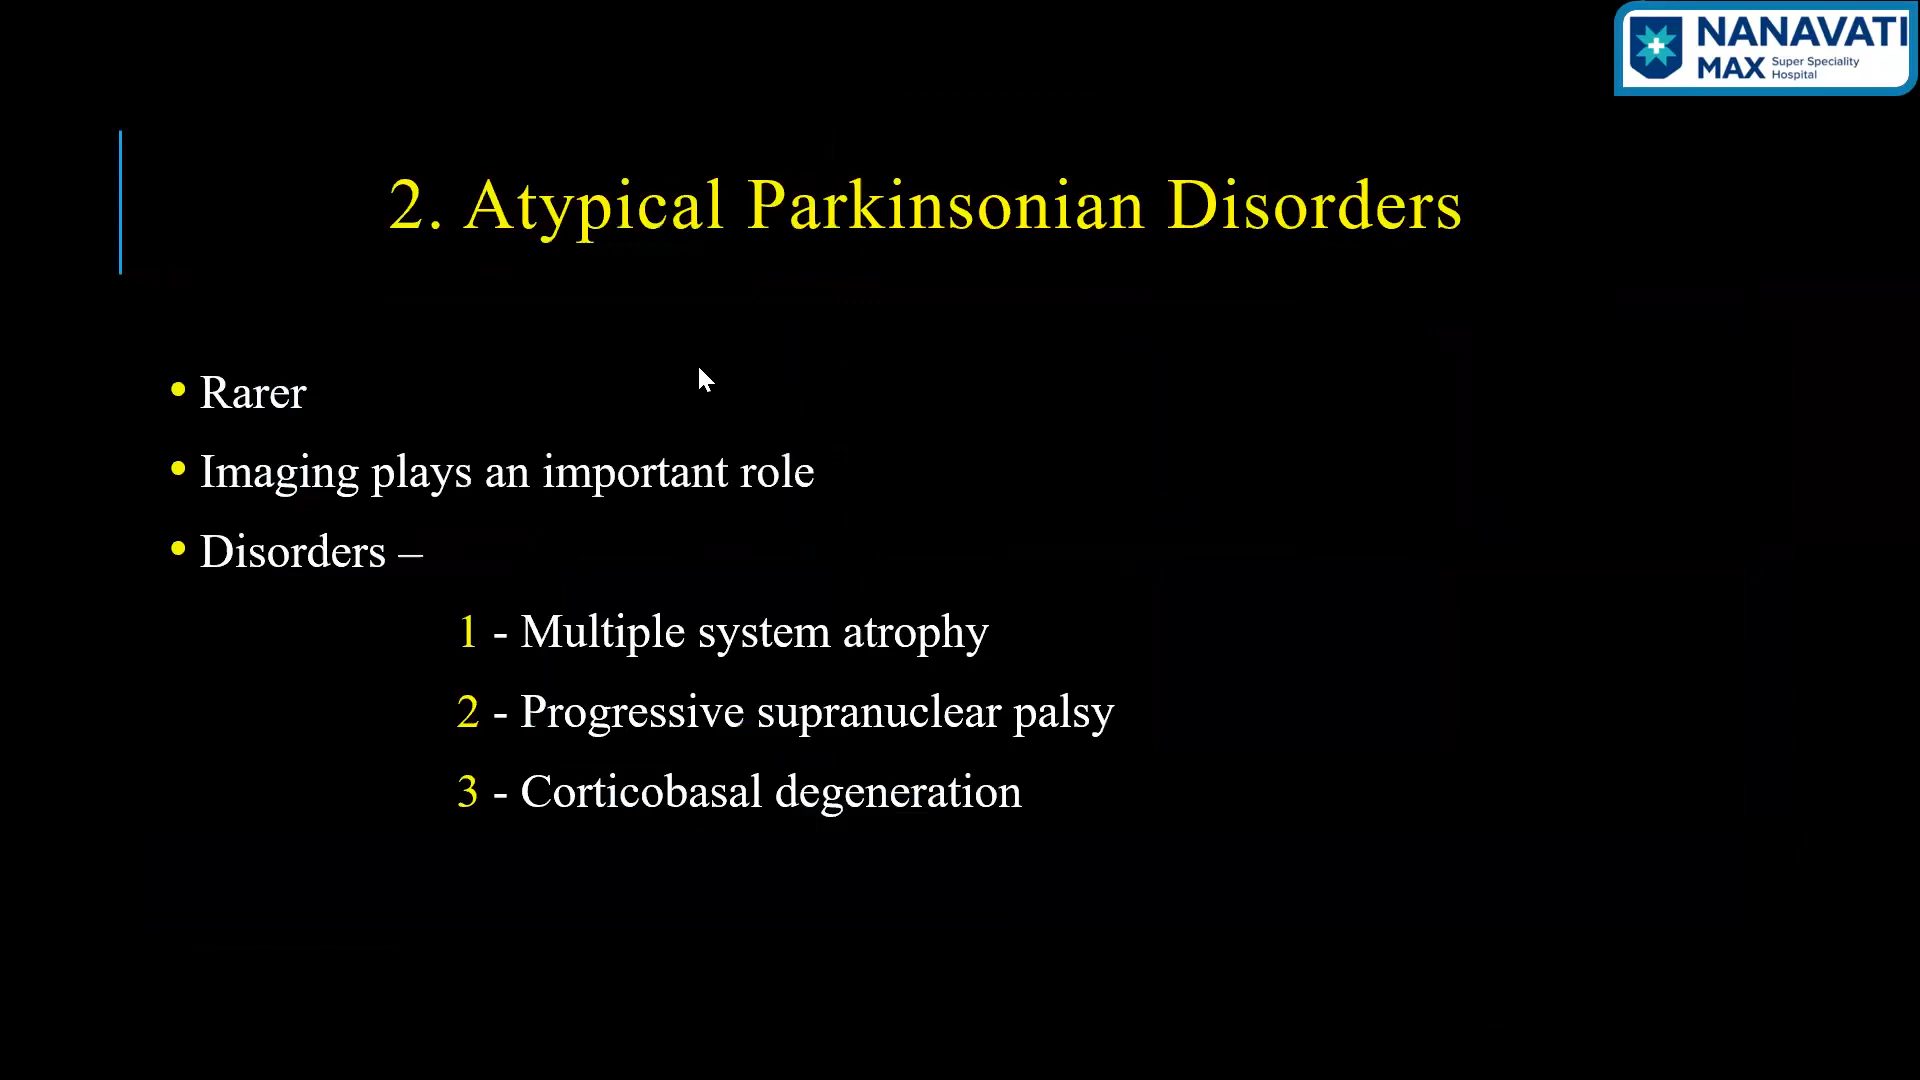 NANAVATI
MAX Super Speciality
Hospital
2. Atypical Parkinsonian Disorders
• Rarer
• Imaging plays an important role
• Disorders –
1 - Multiple system atrophy
2 - Progressive supranuclear palsy
3 - Corticobasal degeneration